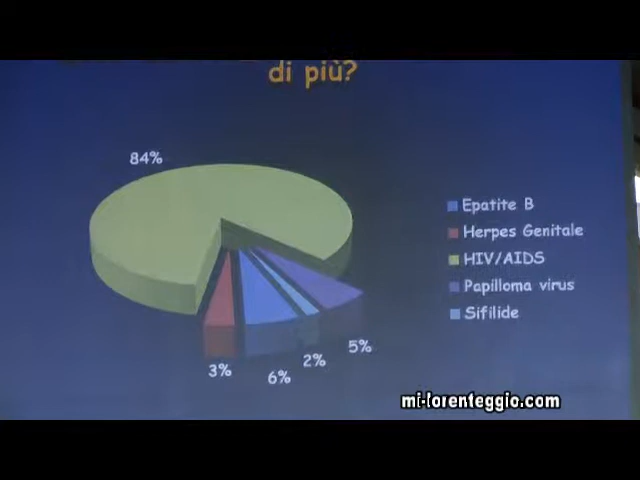 di più?
84%
Epatite B
Herpes Genitale
HIV/AIDS
Papilloma virus
Sifilide
3%
6%
2%
5%
mi-lorenteggio.com